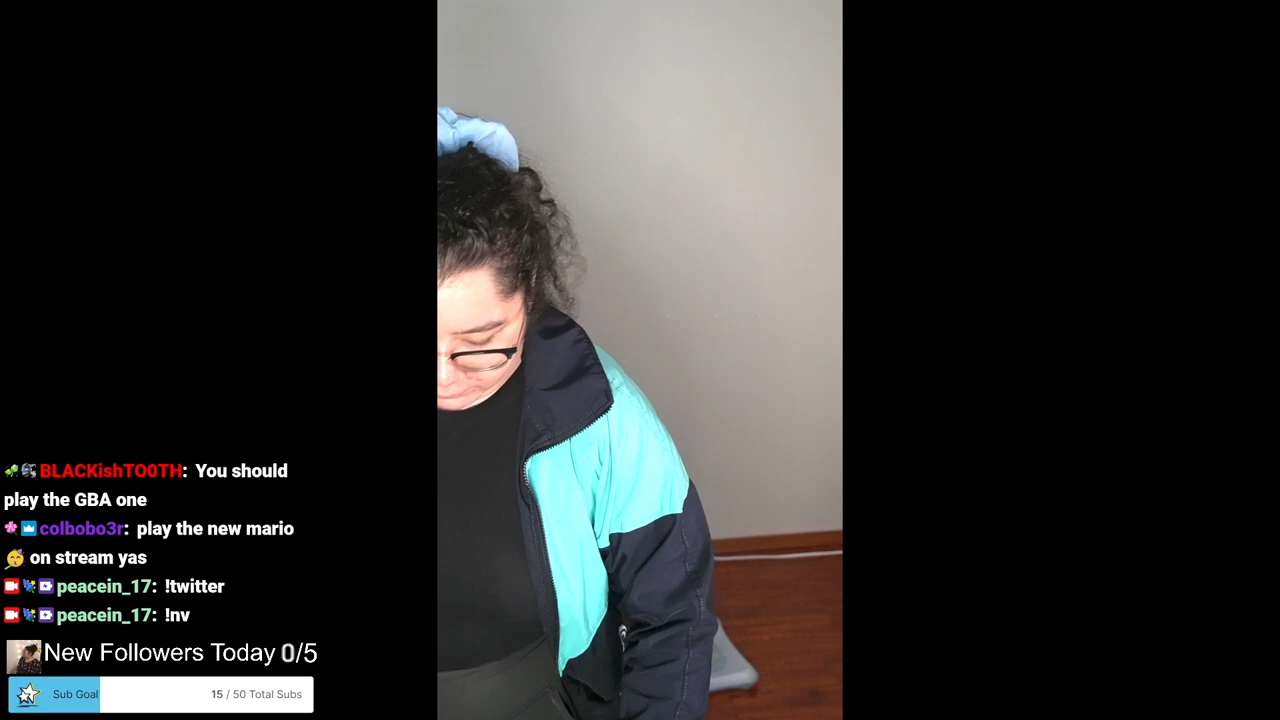 BLACKishTO0TH: You should
play the GBA one
colbobo3r: play the new mario
on stream yas
peacein_17: !twitter
peacein_17: !nv
New Followers Today 0/5
Sub Goal 15 / 50 Total Subs